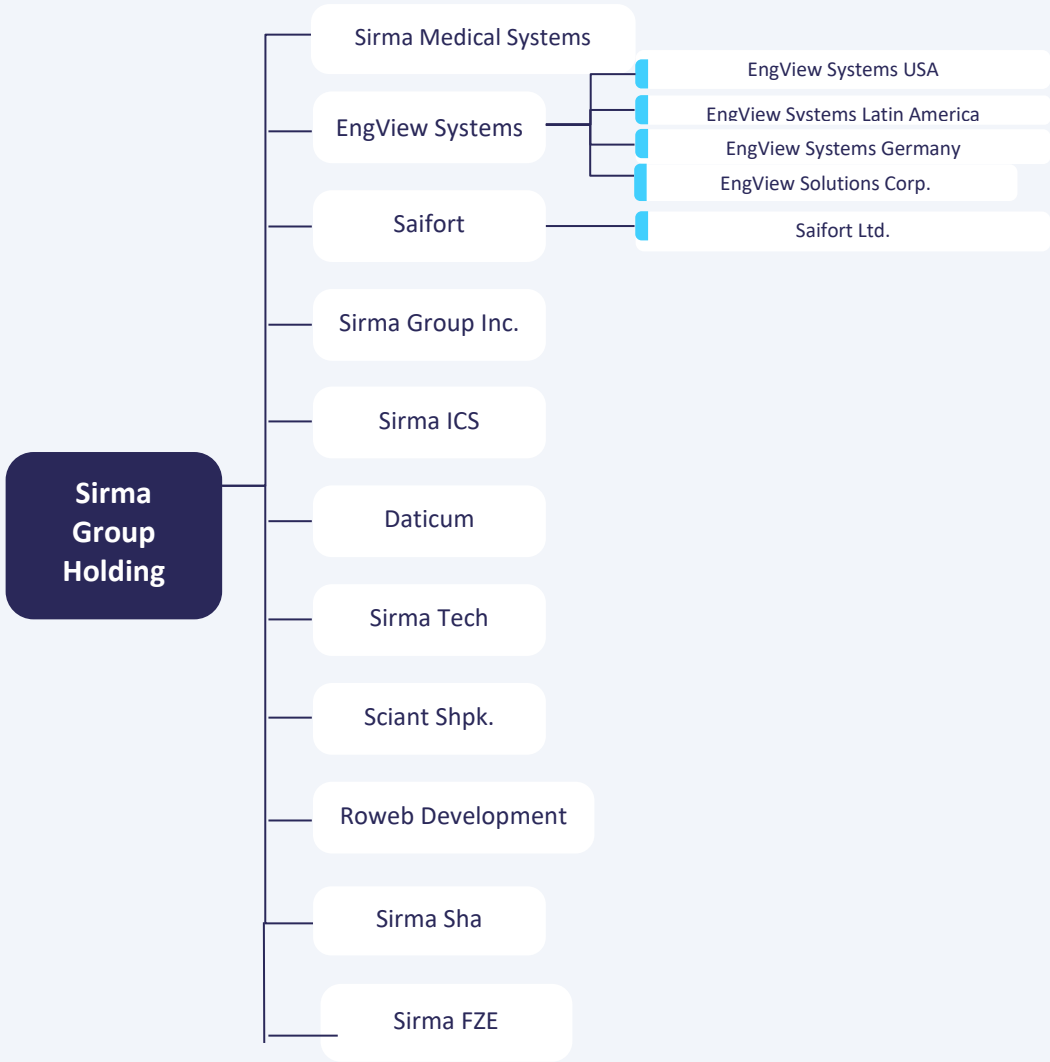 Sirma Medical Systems
EngView Systems USA
EngView Systems
EngView Systems Latin America
EngView Systems Germany
EngView Solutions Corp.
Saifort
Saifort Ltd.
Sirma Group Inc.
Sirma ICS
Sirma
Group
Holding
Daticum
Sirma Tech
Sciant Shpk.
Roweb Development
Sirma Sha
Sirma FZE